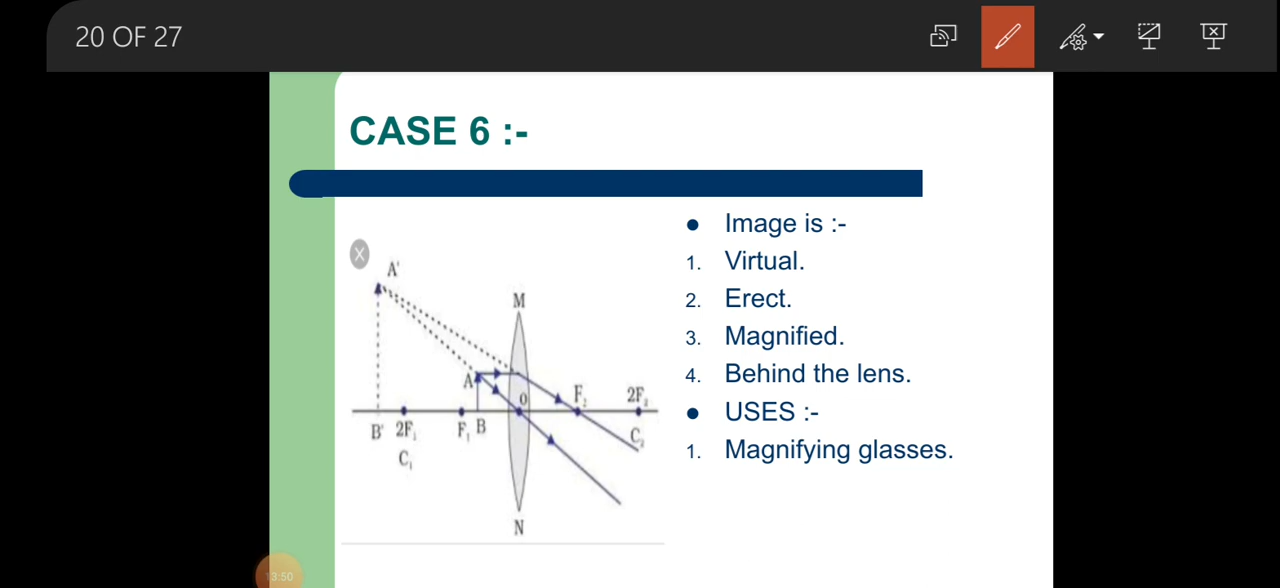 20 OF 27
CASE 6 :-
● Image is :-
1. Virtual.
2. Erect.
3. Magnified.
4. Behind the lens.
● USES :-
1. Magnifying glasses.
X
A'
M
A
O
F₂
2F₂
B' 2F₁
F₁ B
C₂
C₁
N
13:50